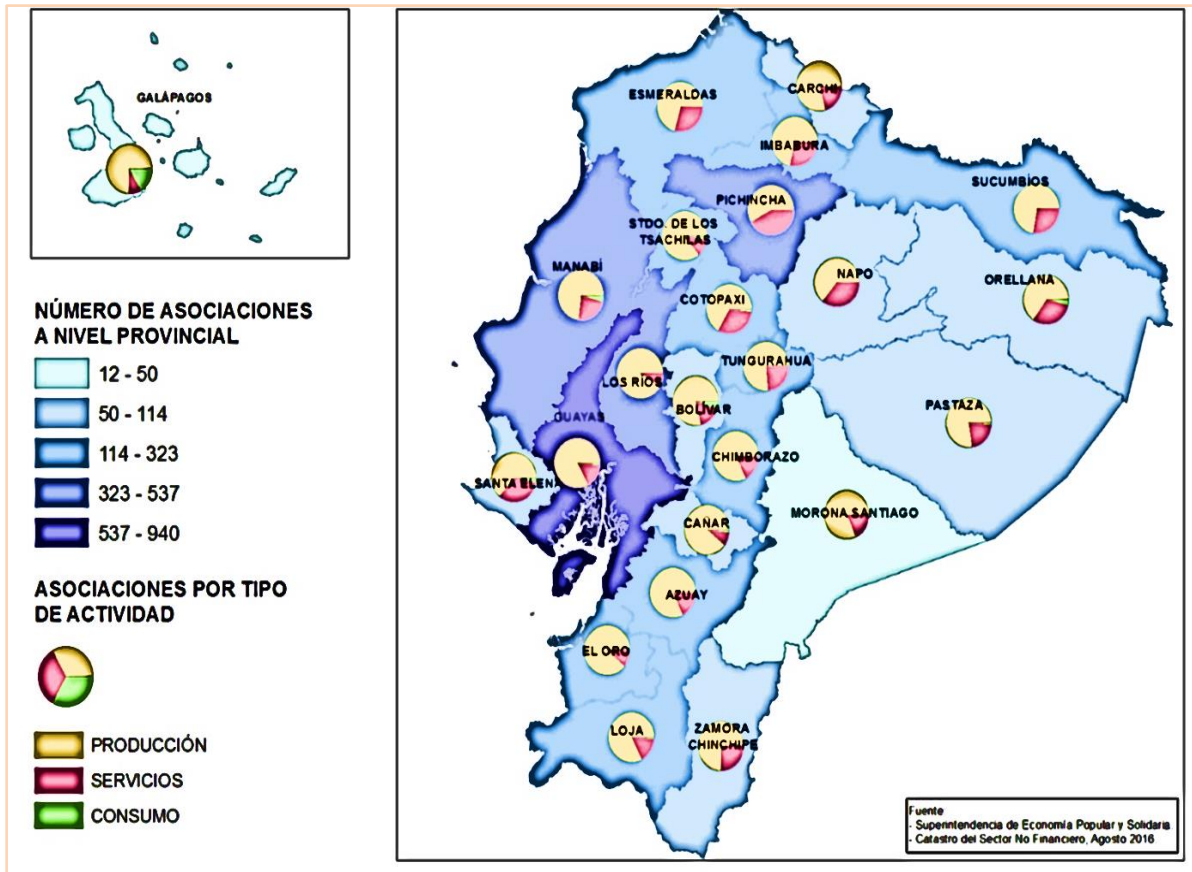 GALÁPAGOS
NÚMERO DE ASOCIACIONES
A NIVEL PROVINCIAL
12 - 50
50 - 114
114 - 323
323 - 537
537 - 940
ASOCIACIONES POR TIPO
DE ACTIVIDAD
PRODUCCIÓN
SERVICIOS
CONSUMO
ESMERALDAS
CARCHI
IMBABURA
SUCUMBÍOS
PICHINCHA
STDO. DE LOS
TSACHILAS
MANABÍ
NAPO
ORELLANA
COTOPAXI
TUNGURAHUA
LOS RÍOS
BOLÍVAR
PASTAZA
GUAYAS
CHIMBORAZO
SANTA ELENA
MORONA SANTIAGO
CAÑAR
AZUAY
EL ORO
LOJA
ZAMORA
CHINCHIPE
Fuente
- Superintendencia de Economía Popular y Solidaria
- Catastro del Sector No Financiero, Agosto 2016